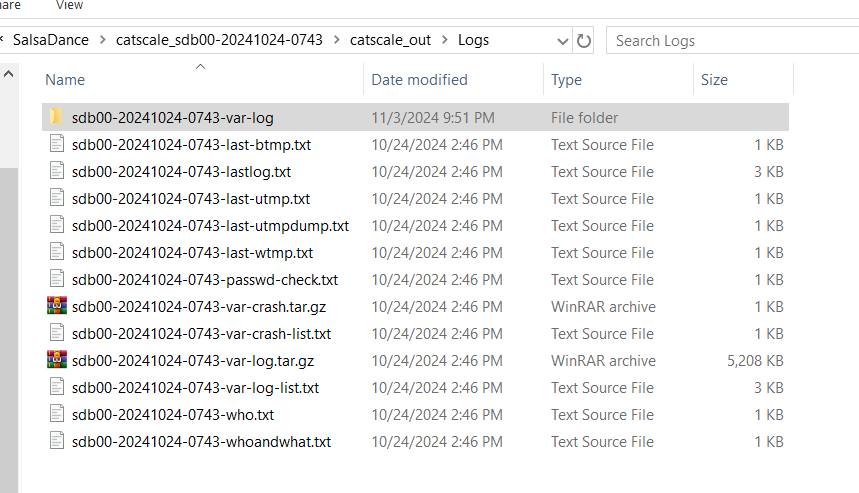 are View
SalsaDance > catscale_sdb00-20241024-0743 > catscale_out > Logs Search Logs
Name Date modified Type Size
sdb00-20241024-0743-var-log 11/3/2024 9:51 PM File folder
sdb00-20241024-0743-last-btmp.txt 10/24/2024 2:46 PM Text Source File 1 KB
sdb00-20241024-0743-lastlog.txt 10/24/2024 2:46 PM Text Source File 3 KB
sdb00-20241024-0743-last-utmp.txt 10/24/2024 2:46 PM Text Source File 1 KB
sdb00-20241024-0743-last-utmpdump.txt 10/24/2024 2:46 PM Text Source File 1 KB
sdb00-20241024-0743-last-wtmp.txt 10/24/2024 2:46 PM Text Source File 1 KB
sdb00-20241024-0743-passwd-check.txt 10/24/2024 2:46 PM Text Source File 1 KB
sdb00-20241024-0743-var-crash.tar.gz 10/24/2024 2:46 PM WinRAR archive 1 KB
sdb00-20241024-0743-var-crash-list.txt 10/24/2024 2:46 PM Text Source File 1 KB
sdb00-20241024-0743-var-log.tar.gz 10/24/2024 2:46 PM WinRAR archive 5,208 KB
sdb00-20241024-0743-var-log-list.txt 10/24/2024 2:46 PM Text Source File 3 KB
sdb00-20241024-0743-who.txt 10/24/2024 2:46 PM Text Source File 1 KB
sdb00-20241024-0743-whoandwhat.txt 10/24/2024 2:46 PM Text Source File 1 KB